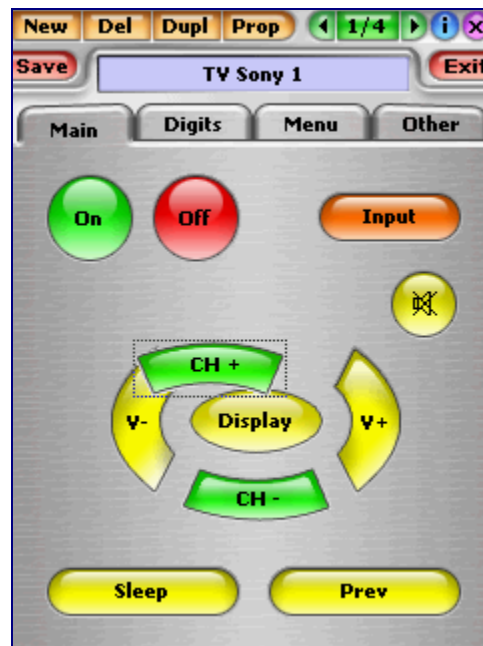 New Del Dupl Prop 1/4 i X
Save TV Sony 1 Exit
Main Digits Menu Other
On Off Input
CH +
V- Display V+
CH -
Sleep Prev